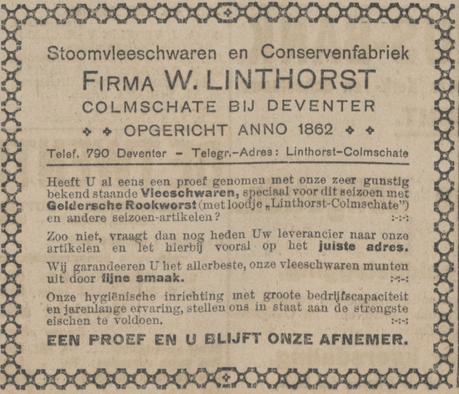 Stoomvleeschwaren en Conservenfabriek
FIRMA W. LINTHORST
COLMSCHATE BIJ DEVENTER
OPGERICHT ANNO 1862
Telef. 790 Deventer – Telegr.-Adres: Linthorst-Colmschate
Heeft U al eens een proef genomen met onze zeer gunstig
bekend staande Vleeschwaren, speciaal voor dit seizoen met
Geldersche Rookworst (met loodje „Linthorst-Colmschate")
en andere seizoen-artikelen?
Zoo niet, vraagt dan nog heden Uw leverancier naar onze
artikelen en let hierbij vooral op het juiste adres.
Wij garandeeren U het allerbeste, onze vleeschwaren munten
uit door fijne smaak.
Onze hygiënische inrichting met groote bedrijfscapaciteit
en jarenlange ervaring, stellen ons in staat aan de strengste
eischen te voldoen.
EEN PROEF EN U BLIJFT ONZE AFNEMER.